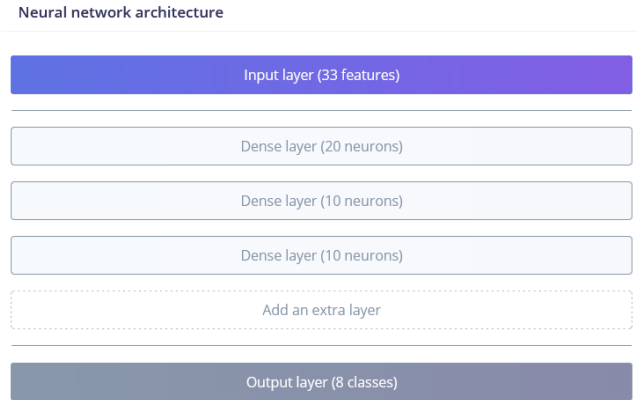 Neural network architecture
Input layer (33 features)
Dense layer (20 neurons)
Dense layer (10 neurons)
Dense layer (10 neurons)
Add an extra layer
Output layer (8 classes)